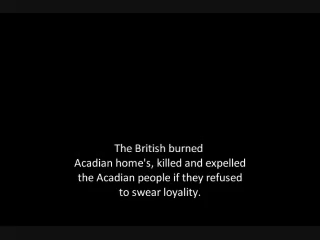 The British burned
Acadian home's, killed and expelled
the Acadian people if they refused
to swear loyality.